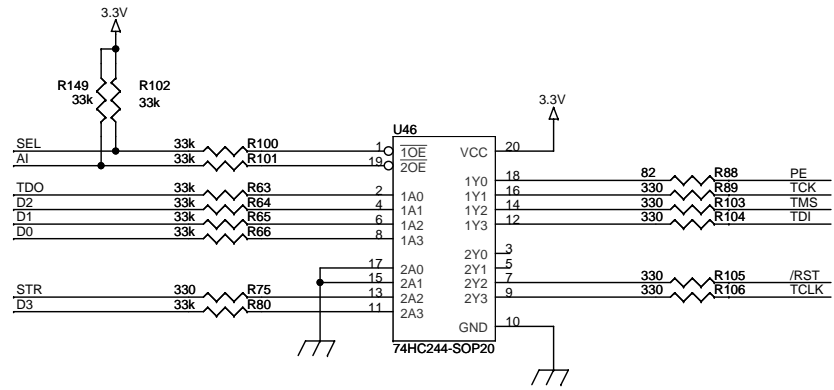 3.3V
R149 R102
33k 33k
3.3V
U46
SEL 33k R100 1 1OE VCC 20
AI 33k R101 19 2OE
1Y0 18 82 R88 PE
TDO 33k R63 2 1A0 1Y1 16 330 R89 TCK
D2 33k R64 4 1A1 1Y2 14 330 R103 TMS
D1 33k R65 6 1A2 1Y3 12 330 R104 TDI
D0 33k R66 8 1A3
2Y0 3
17 2A0 2Y1 5
15 2A1 2Y2 7 330 R105 /RST
STR 330 R75 13 2A2 2Y3 9 330 R106 TCLK
D3 33k R80 11 2A3
GND 10
74HC244-SOP20